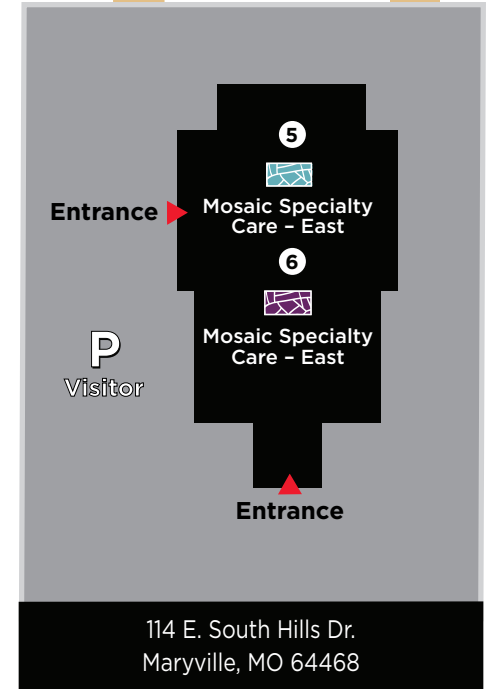 5
Entrance
Mosaic Specialty
Care – East
6
Mosaic Specialty
Care – East
P
Visitor
Entrance
114 E. South Hills Dr.
Maryville, MO 64468